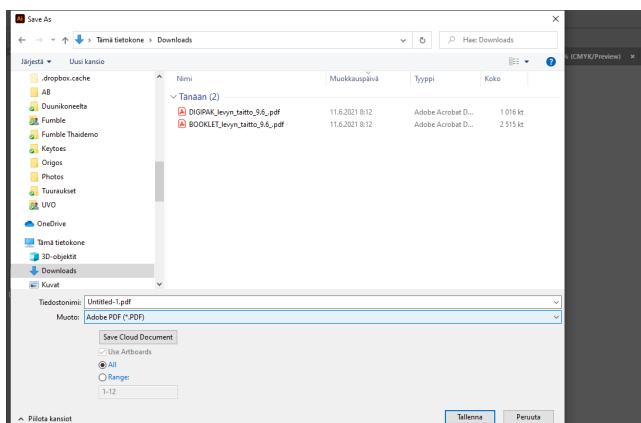 Ai Save As
Tämä tietokone › Downloads
Hae: Downloads
% (CMYK/Preview) ×
Järjestä Uusi kansio
Nimi Muokkauspäivä Tyyppi Koko
.dropbox.cache
AB
Duunikoneelta
Fumble
Fumble Thaidemo
Keytoes
Origos
Photos
Tuuraukset
UVO
OneDrive
Tämä tietokone
3D-objektit
Downloads
Kuvat
Tänään (2)
DIGIPAK_levyn_taitto_9.6_.pdf 11.6.2021 8:12 Adobe Acrobat D... 1 016 kt
BOOKLET_levyn_taitto_9.6_.pdf 11.6.2021 8:12 Adobe Acrobat D... 2 515 kt
Tiedostonimi: Untitled-1.pdf
Muoto: Adobe PDF (*.PDF)
Save Cloud Document
Use Artboards
All
Range:
1-12
Piilota kansiot
Tallenna Peruuta